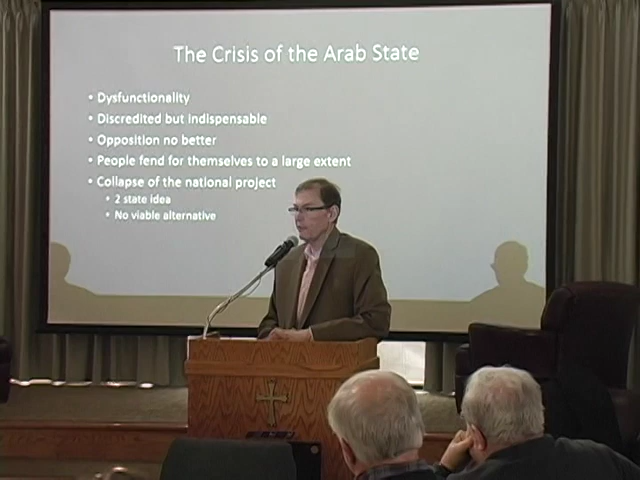 The Crisis of the Arab State
• Dysfunctionality
• Discredited but indispensable
• Opposition no better
• People fend for themselves to a large extent
• Collapse of the national project
• 2 state idea
• No viable alternative